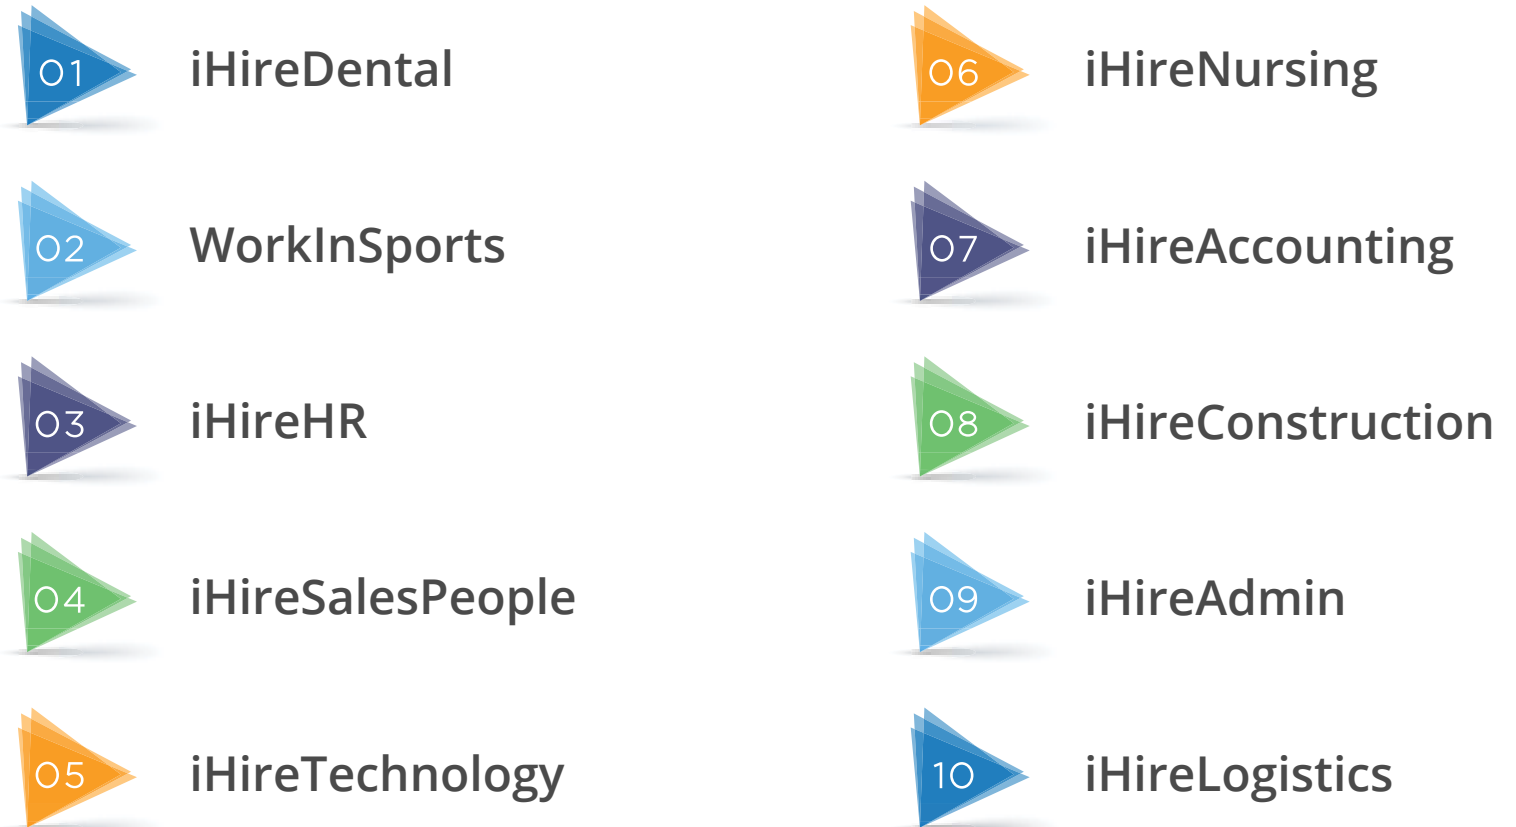 01 iHireDental
02 WorkInSports
03 iHireHR
04 iHireSalesPeople
05 iHireTechnology
06 iHireNursing
07 iHireAccounting
08 iHireConstruction
09 iHireAdmin
10 iHireLogistics